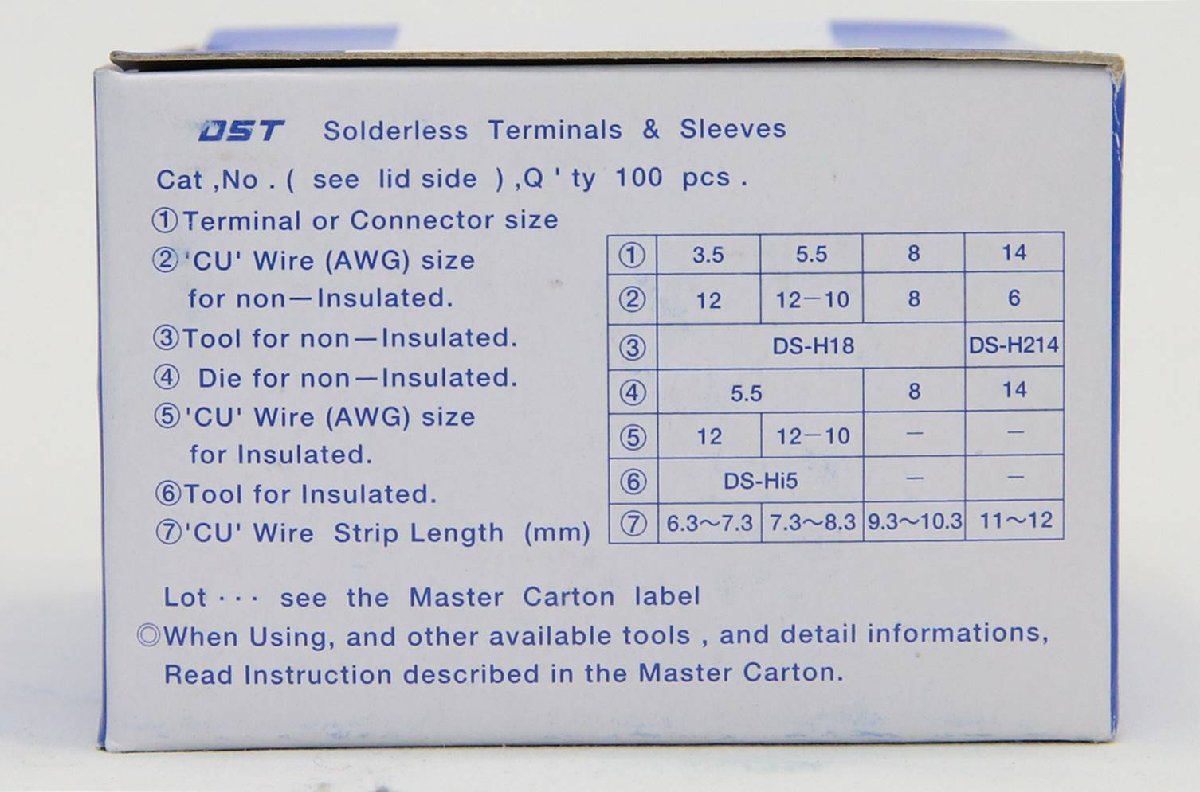 DST Solderless Terminals & Sleeves
Cat ,No . ( see lid side ) ,Q ' ty 100 pcs .
①Terminal or Connector size
②'CU' Wire (AWG) size
for non—Insulated.
③Tool for non—Insulated.
④ Die for non—Insulated.
⑤'CU' Wire (AWG) size
for Insulated.
⑥Tool for Insulated.
⑦'CU' Wire Strip Length (mm)
① 3.5 5.5 8 14
② 12 12—10 8 6
③ DS-H18 DS-H214
④ 5.5 8 14
⑤ 12 12—10 — —
⑥ DS-Hi5 — —
⑦ 6.3～7.3 7.3～8.3 9.3～10.3 11～12
Lot ··· see the Master Carton label
◎When Using, and other available tools , and detail informations,
Read Instruction described in the Master Carton.